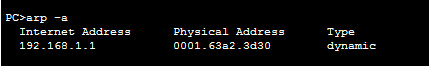 PC>arp -a
Internet Address Physical Address Type
192.168.1.1 0001.63a2.3d30 dynamic